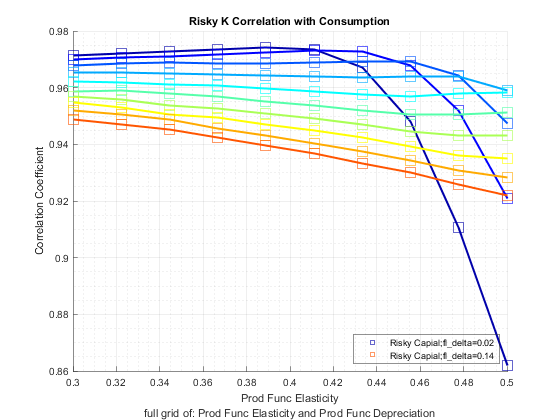 Risky K Correlation with Consumption
0.98
0.96
0.94
0.92
0.9
0.88
0.86
Correlation Coefficient
Risky Capial;fl_delta=0.02
Risky Capial;fl_delta=0.14
0.3 0.32 0.34 0.36 0.38 0.4 0.42 0.44 0.46 0.48 0.5
Prod Func Elasticity
full grid of: Prod Func Elasticity and Prod Func Depreciation